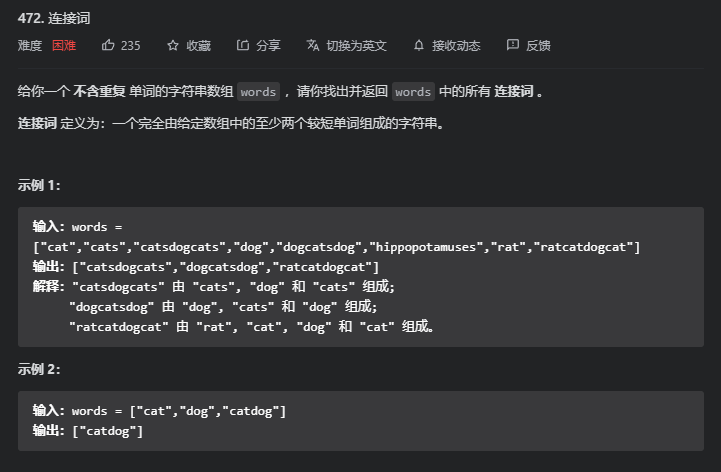 472. 连接词
难度 困难 235 收藏 分享 切换为英文 接收动态 反馈
给你一个 不含重复 单词的字符串数组 words ，请你找出并返回 words 中的所有 连接词 。
连接词 定义为：一个完全由给定数组中的至少两个较短单词组成的字符串。
示例 1：
输入：words =
["cat","cats","catsdogcats","dog","dogcatsdog","hippopotamuses","rat","ratcatdogcat"]
输出：["catsdogcats","dogcatsdog","ratcatdogcat"]
解释："catsdogcats" 由 "cats", "dog" 和 "cats" 组成;
"dogcatsdog" 由 "dog", "cats" 和 "dog" 组成;
"ratcatdogcat" 由 "rat", "cat", "dog" 和 "cat" 组成。
示例 2：
输入：words = ["cat","dog","catdog"]
输出：["catdog"]